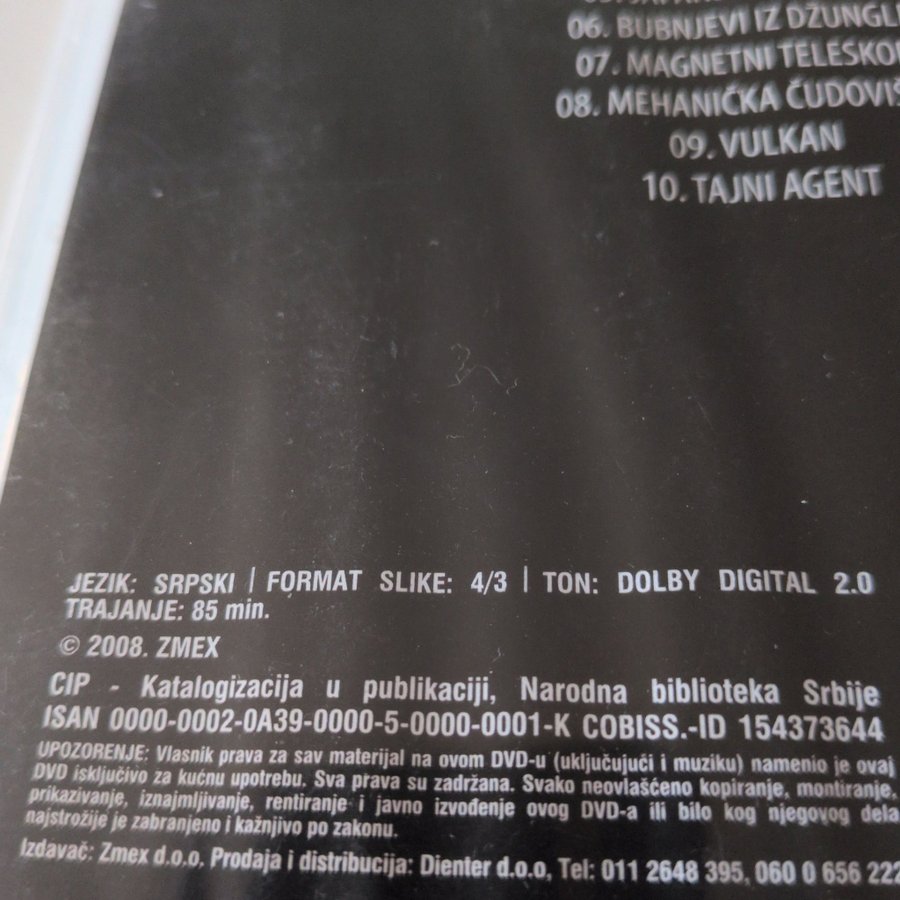 06. BUBNJEVI IZ DŽUNGL
07. MAGNETNI TELESKO
08. MEHANIČKA ČUDOVIŠ
09. VULKAN
10. TAJNI AGENT
JEZIK: SRPSKI | FORMAT SLIKE: 4/3 | TON: DOLBY DIGITAL 2.0
TRAJANJE: 85 min.
© 2008. ZMEX
CIP - Katalogizacija u publikaciji, Narodna biblioteka Srbije
ISAN 0000-0002-0A39-0000-5-0000-0001-K COBISS.-ID 154373644
UPOZORENJE: Vlasnik prava za sav materijal na ovom DVD-u (uključujući i muziku) namenio je ovaj
DVD isključivo za kućnu upotrebu. Sva prava su zadržana. Svako neovlašćeno kopiranje, montiranje,
prikazivanje, iznajmljivanje, rentiranje i javno izvođenje ovog DVD-a ili bilo kog njegovog dela
najstrožije je zabranjeno i kažnjivo po zakonu.
Izdavač: Zmex d.o.o. Prodaja i distribucija: Dienter d.o.o, Tel: 011 2648 395, 060 0 656 222